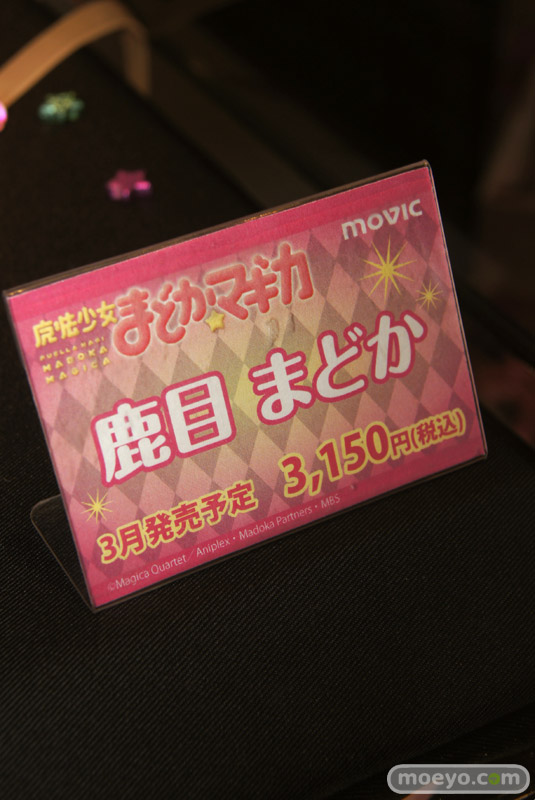 movic
魔法少女
まどか☆マギカ
PUELLA MAGI
MADOKA
MAGICA
鹿目 まどか
3月発売予定 3,150円(税込)
©Magica Quartet／Aniplex・Madoka Partners・MBS
moeyo.com